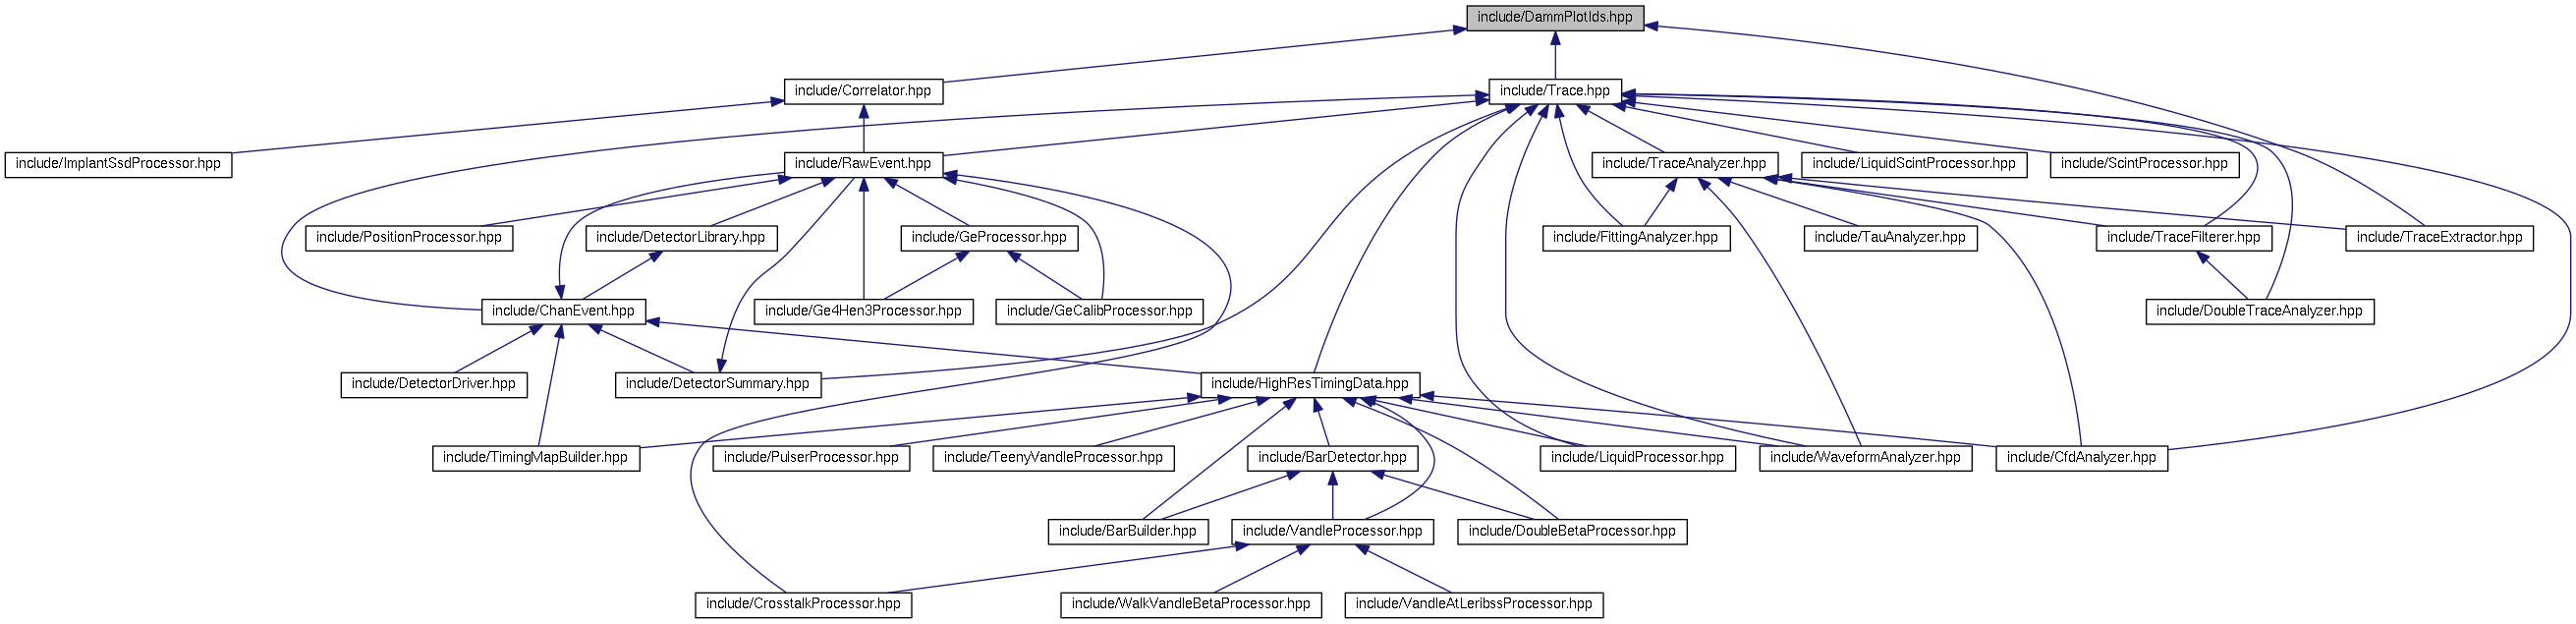 include/DammPlotIds.hpp
include/Correlator.hpp
include/Trace.hpp
include/ImplantSsdProcessor.hpp
include/RawEvent.hpp
include/TraceAnalyzer.hpp
include/LiquidScintProcessor.hpp
include/ScintProcessor.hpp
include/PositionProcessor.hpp
include/DetectorLibrary.hpp
include/GeProcessor.hpp
include/FittingAnalyzer.hpp
include/TauAnalyzer.hpp
include/TraceFilterer.hpp
include/TraceExtractor.hpp
include/ChanEvent.hpp
include/Ge4Hen3Processor.hpp
include/GeCalibProcessor.hpp
include/DoubleTraceAnalyzer.hpp
include/DetectorDriver.hpp
include/DetectorSummary.hpp
include/HighResTimingData.hpp
include/TimingMapBuilder.hpp
include/PulserProcessor.hpp
include/TeenyVandleProcessor.hpp
include/BarDetector.hpp
include/LiquidProcessor.hpp
include/WaveformAnalyzer.hpp
include/CfdAnalyzer.hpp
include/BarBuilder.hpp
include/VandleProcessor.hpp
include/DoubleBetaProcessor.hpp
include/CrosstalkProcessor.hpp
include/WalkVandleBetaProcessor.hpp
include/VandleAtLeribssProcessor.hpp